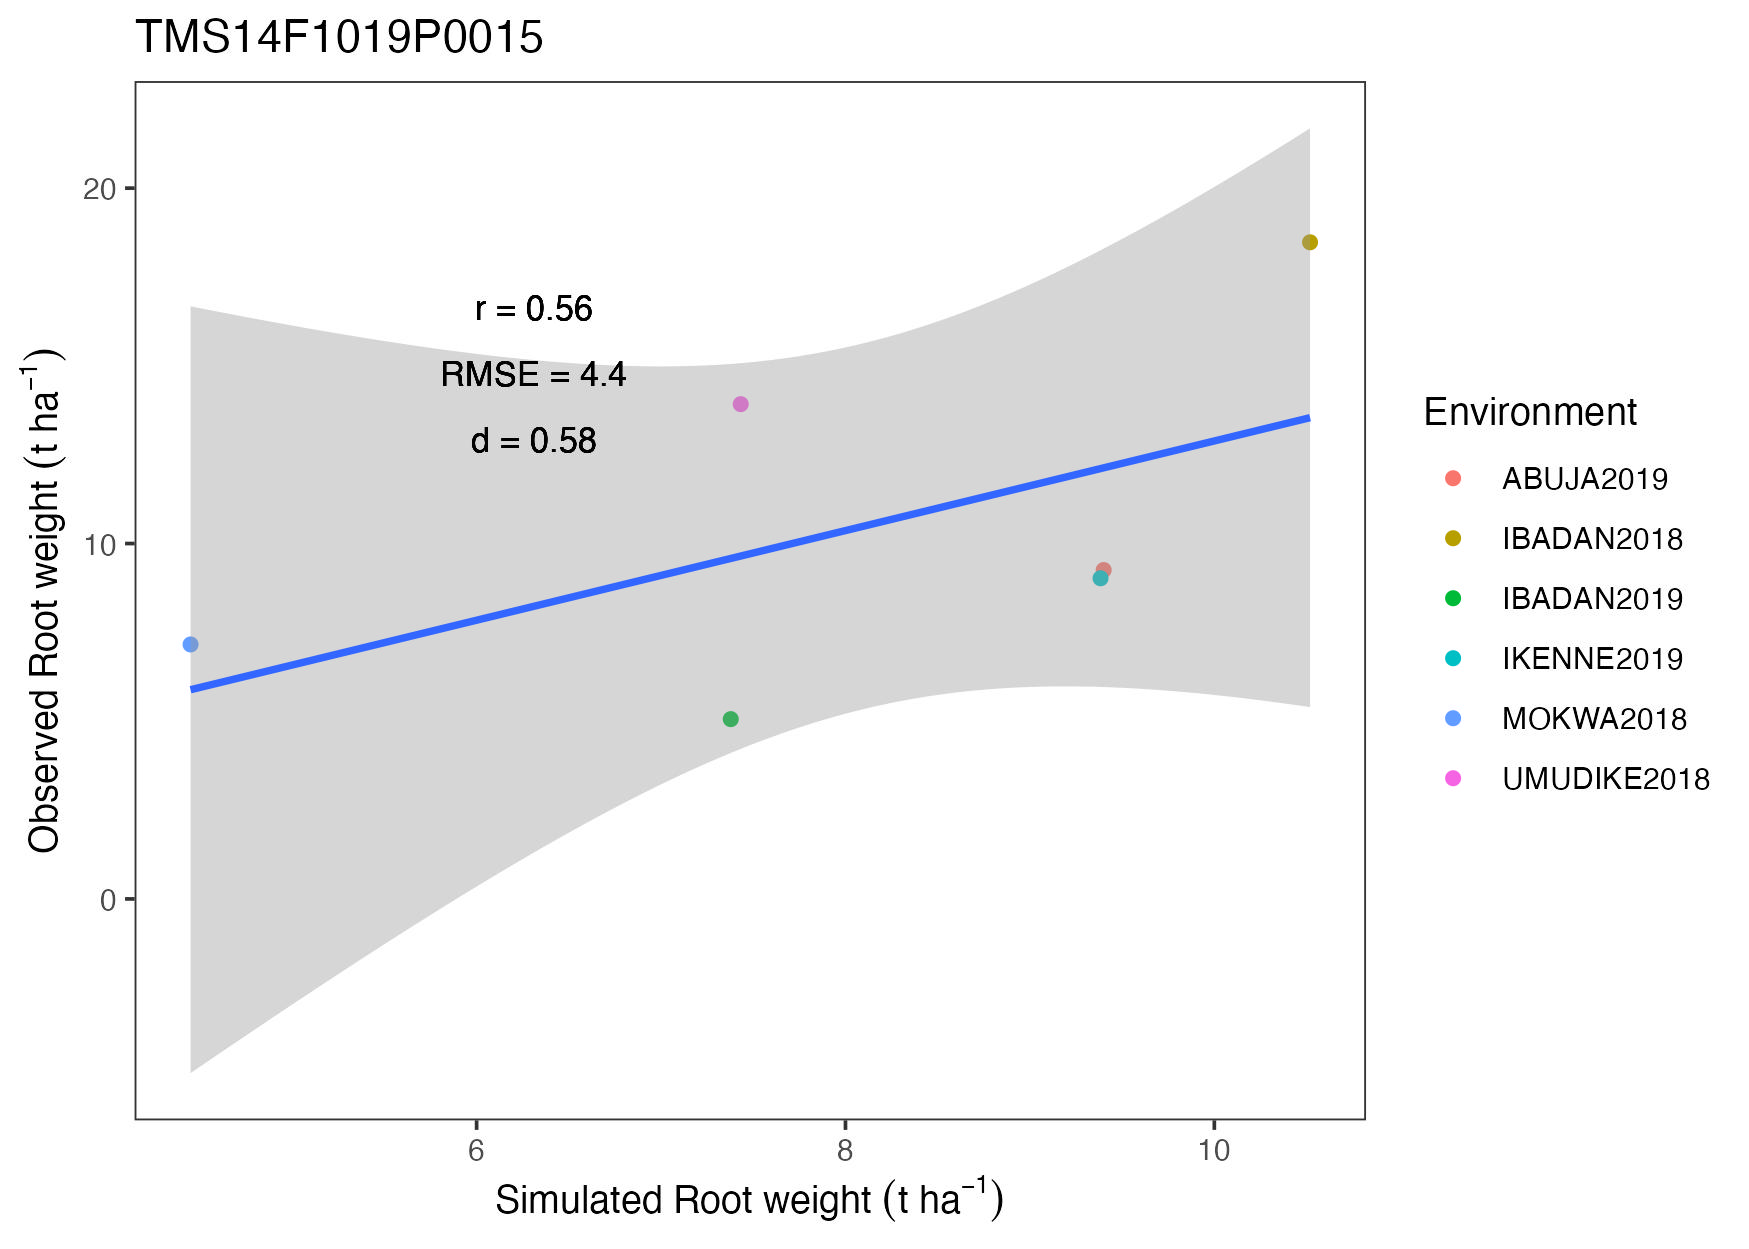 TMS14F1019P0015
20
10
0
r = 0.56
RMSE = 4.4
d = 0.58
6
8
10
Simulated Root weight (t ha⁻¹)
Observed Root weight (t ha⁻¹)
Environment
ABUJA2019
IBADAN2018
IBADAN2019
IKENNE2019
MOKWA2018
UMUDIKE2018